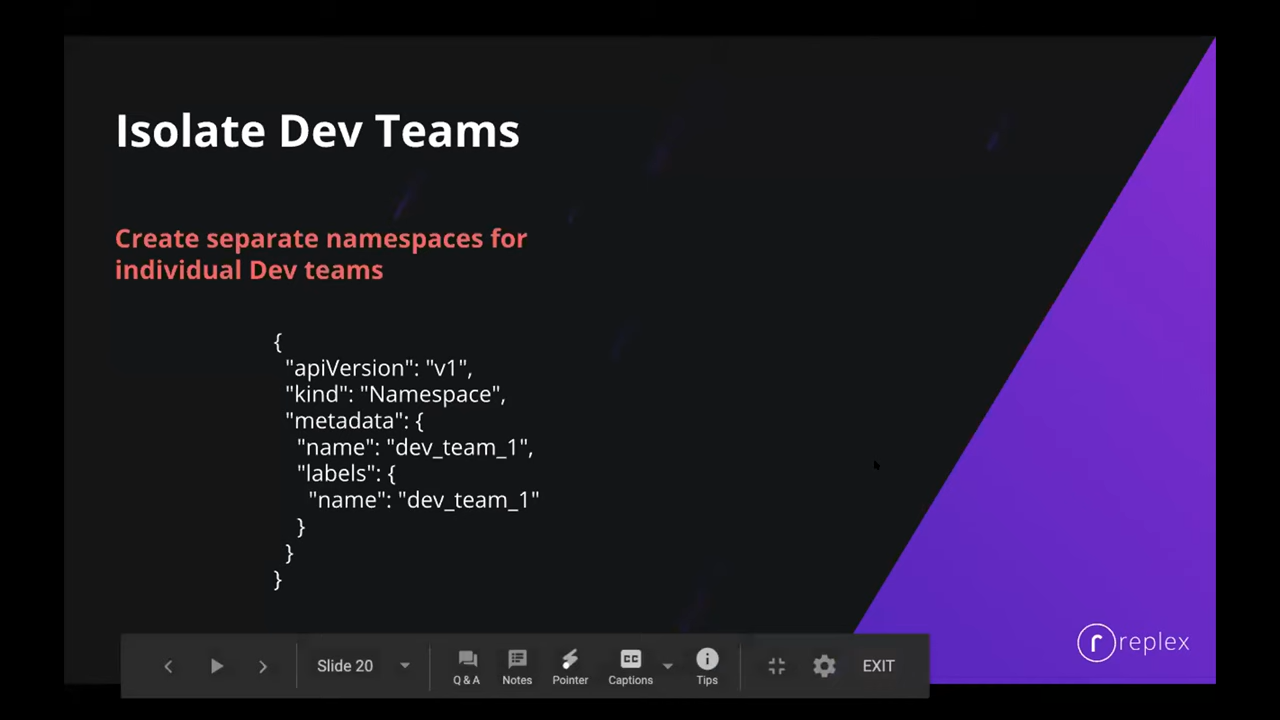 Isolate Dev Teams
Create separate namespaces for
individual Dev teams
{
"apiVersion": "v1",
"kind": "Namespace",
"metadata": {
"name": "dev_team_1",
"labels": {
"name": "dev_team_1"
}
}
}
r replex
Slide 20
Q & A
Notes
Pointer
CC
Captions
Tips
EXIT